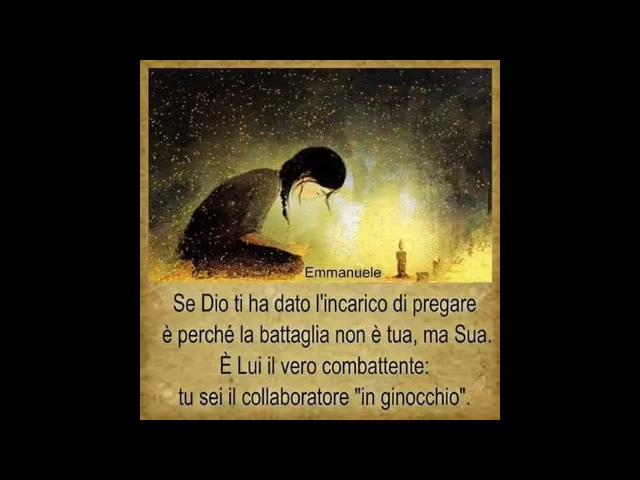 Emmanuele
Se Dio ti ha dato l'incarico di pregare
è perché la battaglia non è tua, ma Sua.
È Lui il vero combattente:
tu sei il collaboratore "in ginocchio".